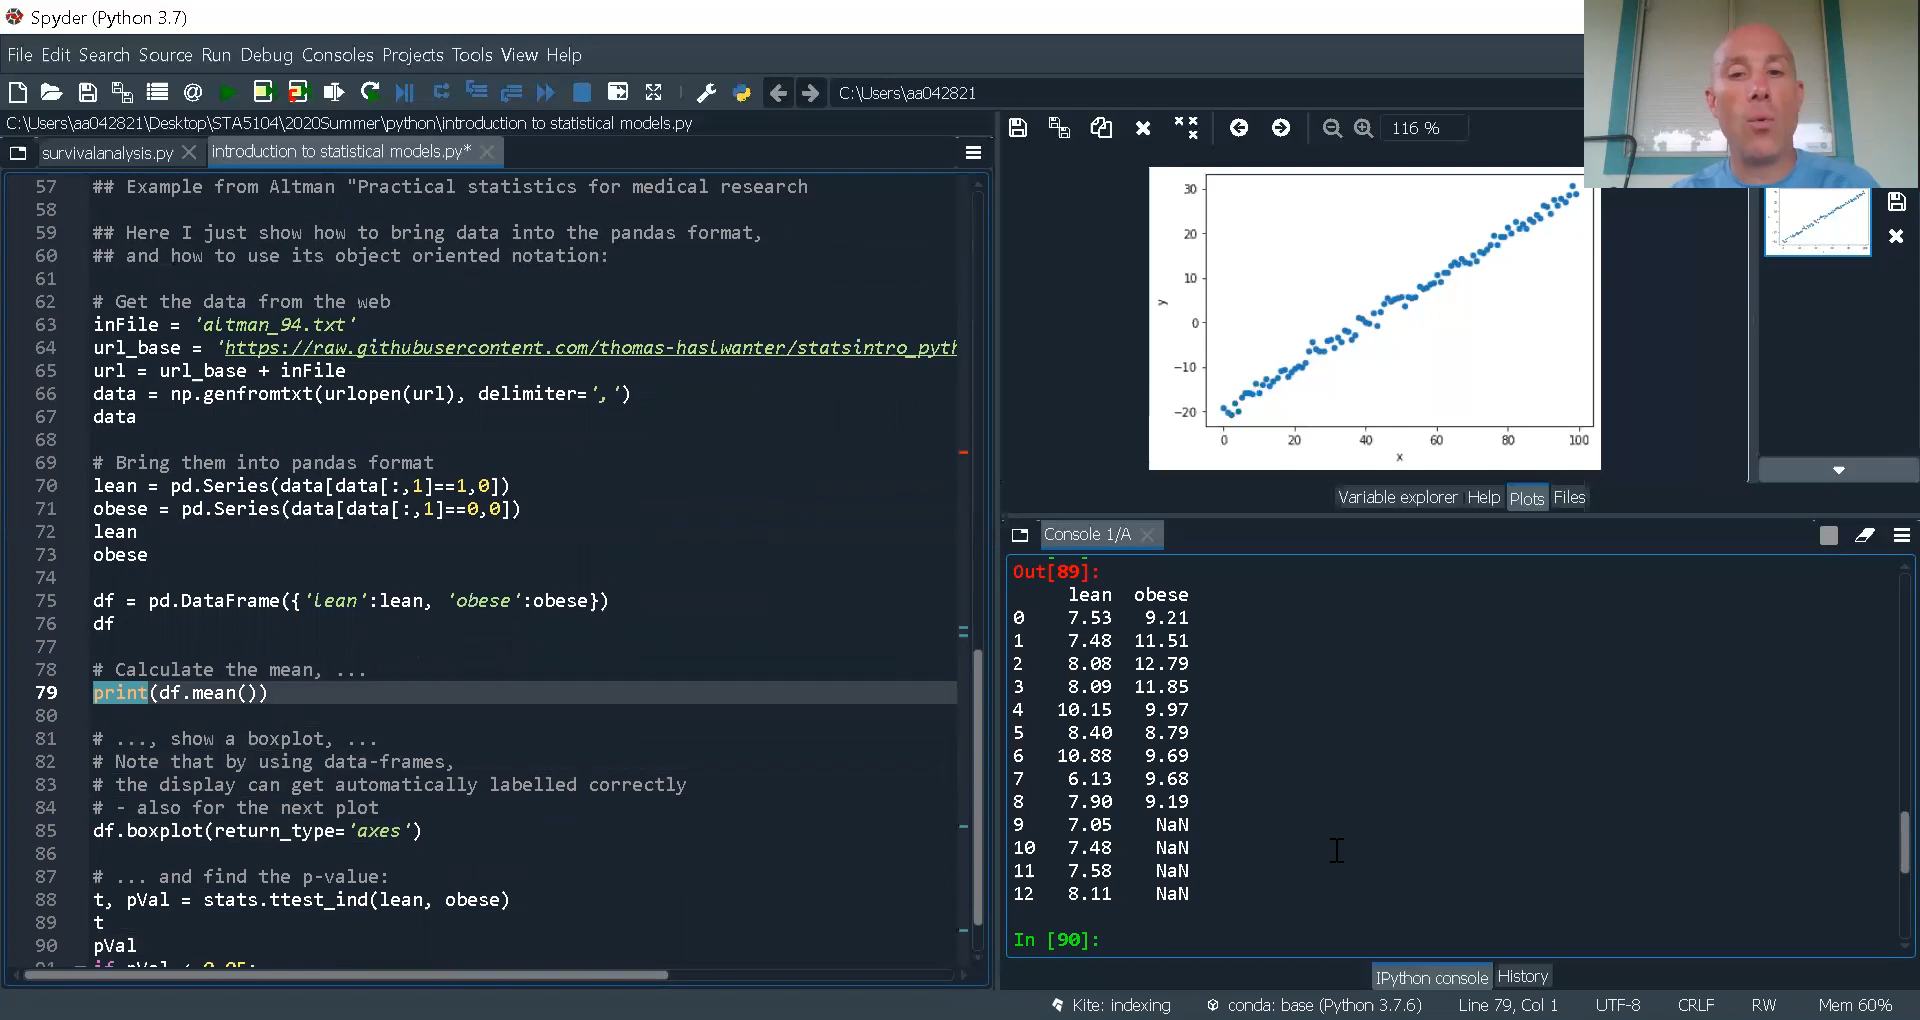 Spyder (Python 3.7)
File Edit Search Source Run Debug Consoles Projects Tools View Help
C:\Users\aa042821
C:\Users\aa042821\Desktop\STA5104\2020Summer\python\introduction to statistical models.py
survivalanalysis.py
introduction to statistical models.py*
57 ## Example from Altman "Practical statistics for medical research
58
59 ## Here I just show how to bring data into the pandas format,
60 ## and how to use its object oriented notation:
61
62 # Get the data from the web
63 inFile = 'altman_94.txt'
64 url_base = 'https://raw.githubusercontent.com/thomas-haslwanter/statsintro_pyth
65 url = url_base + inFile
66 data = np.genfromtxt(urlopen(url), delimiter=',')
67 data
68
69 # Bring them into pandas format
70 lean = pd.Series(data[data[:,1]==1,0])
71 obese = pd.Series(data[data[:,1]==0,0])
72 lean
73 obese
74
75 df = pd.DataFrame({'lean':lean, 'obese':obese})
76 df
77
78 # Calculate the mean, ...
79 print(df.mean())
80
81 # ..., show a boxplot, ...
82 # Note that by using data-frames,
83 # the display can get automatically labelled correctly
84 # - also for the next plot
85 df.boxplot(return_type='axes')
86
87 # ... and find the p-value:
88 t, pVal = stats.ttest_ind(lean, obese)
89 t
90 pVal
91 if pVal < 0.05:
116 %
30
20
10
0
-10
-20
y
0 20 40 60 80 100
x
Variable explorer Help Plots Files
Console 1/A
Out[89]:
lean obese
0 7.53 9.21
1 7.48 11.51
2 8.08 12.79
3 8.09 11.85
4 10.15 9.97
5 8.40 8.79
6 10.88 9.69
7 6.13 9.68
8 7.90 9.19
9 7.05 NaN
10 7.48 NaN
11 7.58 NaN
12 8.11 NaN
In [90]:
IPython console History
Kite: indexing conda: base (Python 3.7.6) Line 79, Col 1 UTF-8 CRLF RW Mem 60%